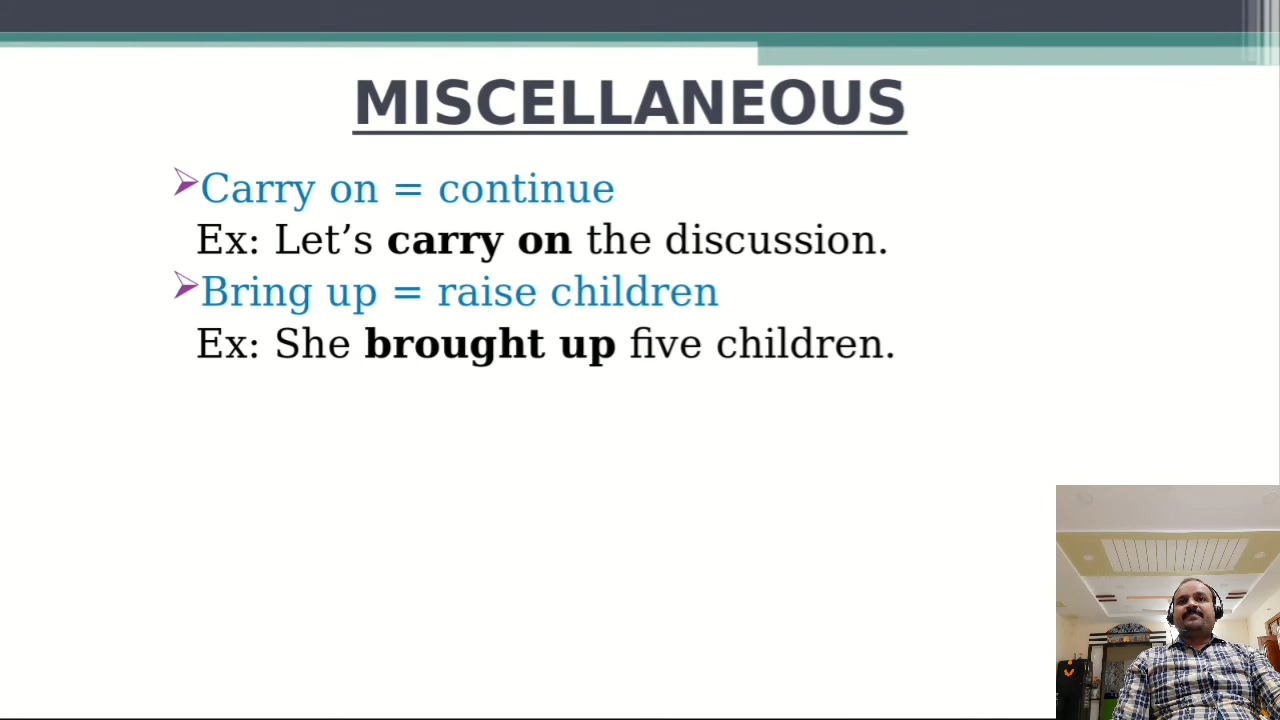 MISCELLANEOUS
Carry on = continue
Ex: Let’s carry on the discussion.
Bring up = raise children
Ex: She brought up five children.